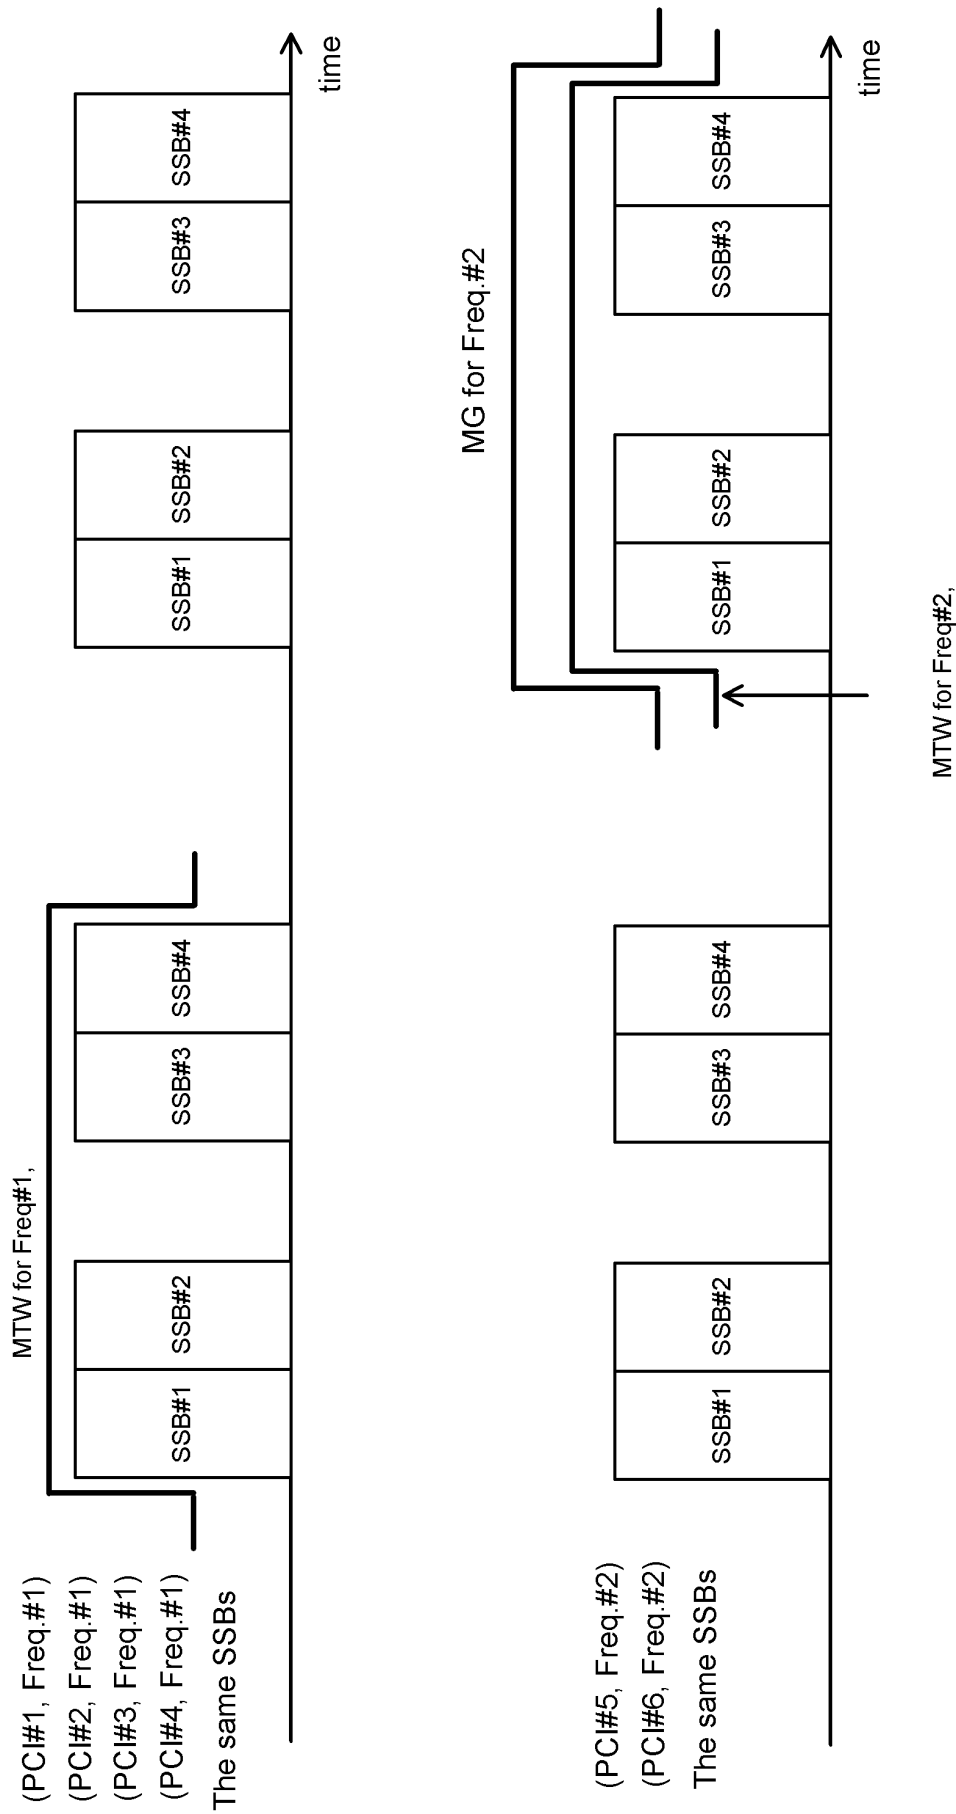 MTW for Freq#1,
(PCI#1, Freq.#1)
(PCI#2, Freq.#1)
(PCI#3, Freq.#1)
(PCI#4, Freq.#1)
The same SSBs
SSB#1
SSB#2
SSB#3
SSB#4
SSB#1
SSB#2
SSB#3
SSB#4
time
MG for Freq.#2
(PCI#5, Freq.#2)
(PCI#6, Freq.#2)
The same SSBs
SSB#1
SSB#2
SSB#3
SSB#4
SSB#1
SSB#2
SSB#3
SSB#4
time
MTW for Freq#2,